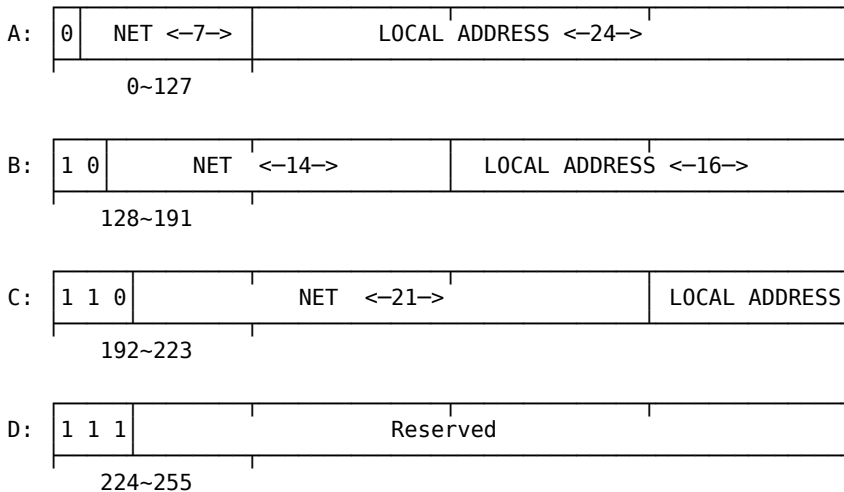 A: 0 NET <—7—> LOCAL ADDRESS <—24—>
0~127
B: 1 0 NET <—14—> LOCAL ADDRESS <—16—>
128~191
C: 1 1 0 NET <—21—> LOCAL ADDRESS
192~223
D: 1 1 1 Reserved
224~255